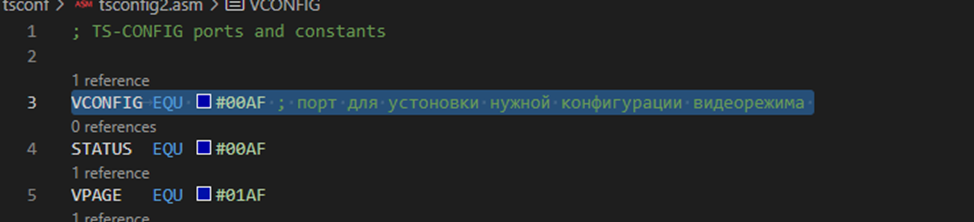 tsconf > ASM tsconfig2.asm > VCONFIG
1 ; TS-CONFIG ports and constants
2
1 reference
3 VCONFIG EQU #00AF ; порт для устоновки нужной конфигурации видеорежима
0 references
4 STATUS EQU #00AF
1 reference
5 VPAGE EQU #01AF
1 reference